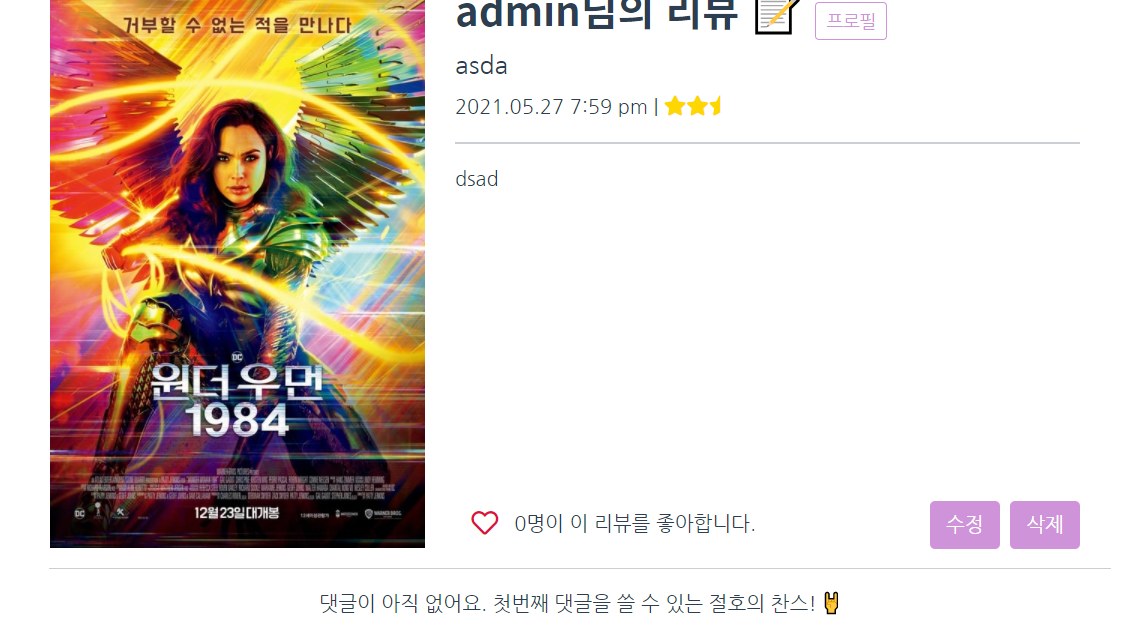 거부할 수 없는 적을 만나다
admin님의 리뷰
프로필
asda
2021.05.27 7:59 pm |
dsad
DC
원더 우먼
1984
12월 23일 대개봉
0명이 이 리뷰를 좋아합니다.
수정
삭제
댓글이 아직 없어요. 첫번째 댓글을 쓸 수 있는 절호의 찬스!